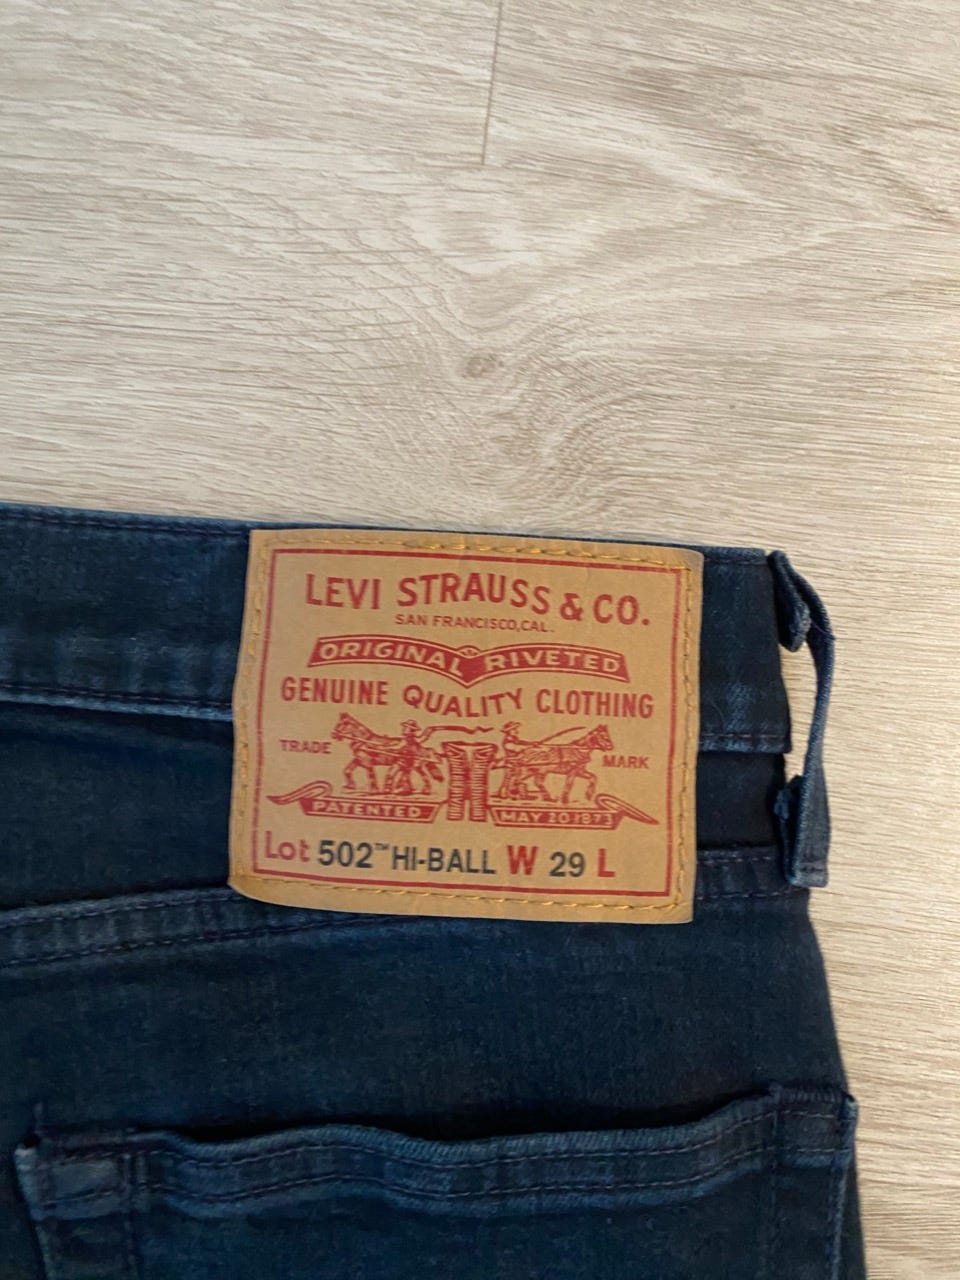 LEVI STRAUSS & CO.
SAN FRANCISCO, CAL.
ORIGINAL RIVETED
GENUINE QUALITY CLOTHING
TRADE MARK
PATENTED MAY 20 1873
Lot 502™ HI-BALL W 29 L